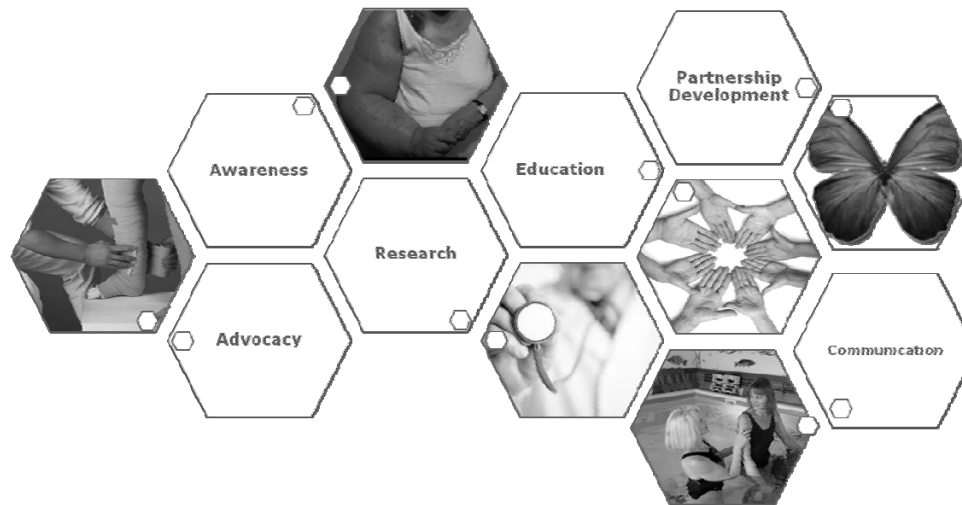 Partnership
Development
Awareness
Education
Research
Advocacy
Communication